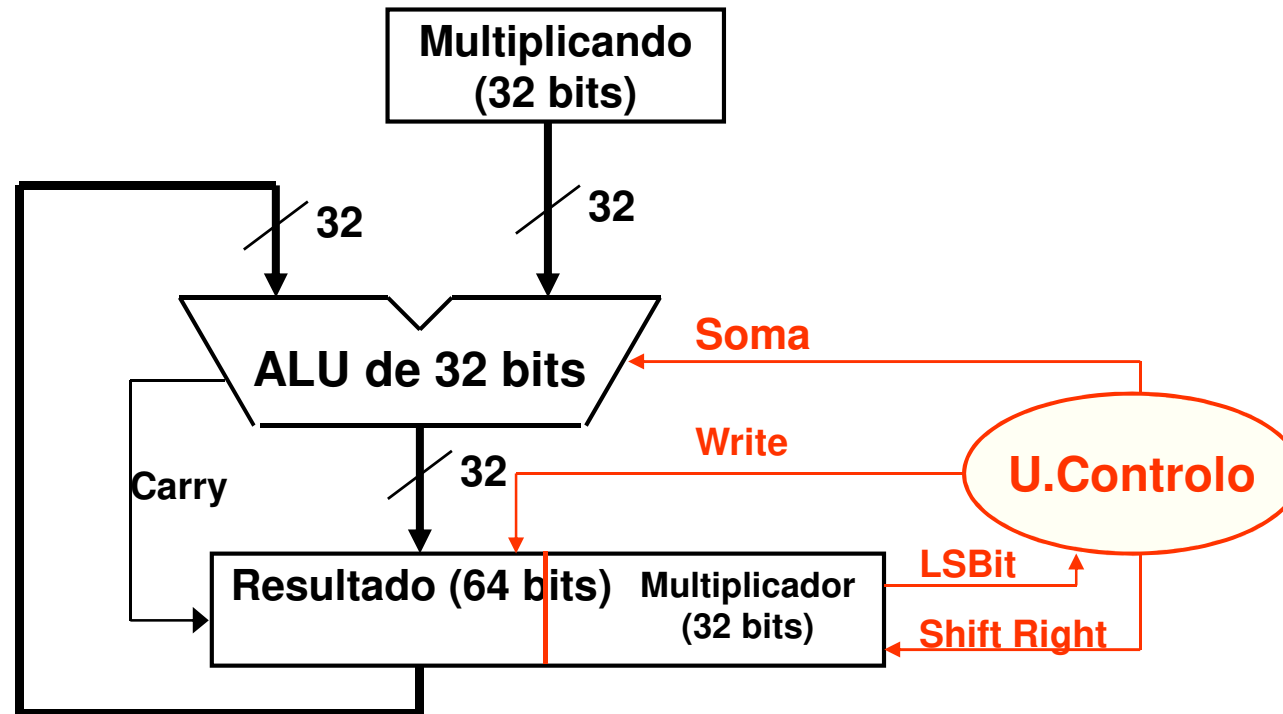 Multiplicando
(32 bits)
32
32
Soma
ALU de 32 bits
Write
32
Carry
U.Controlo
LSBit
Resultado (64 bits)
Multiplicador
(32 bits)
Shift Right